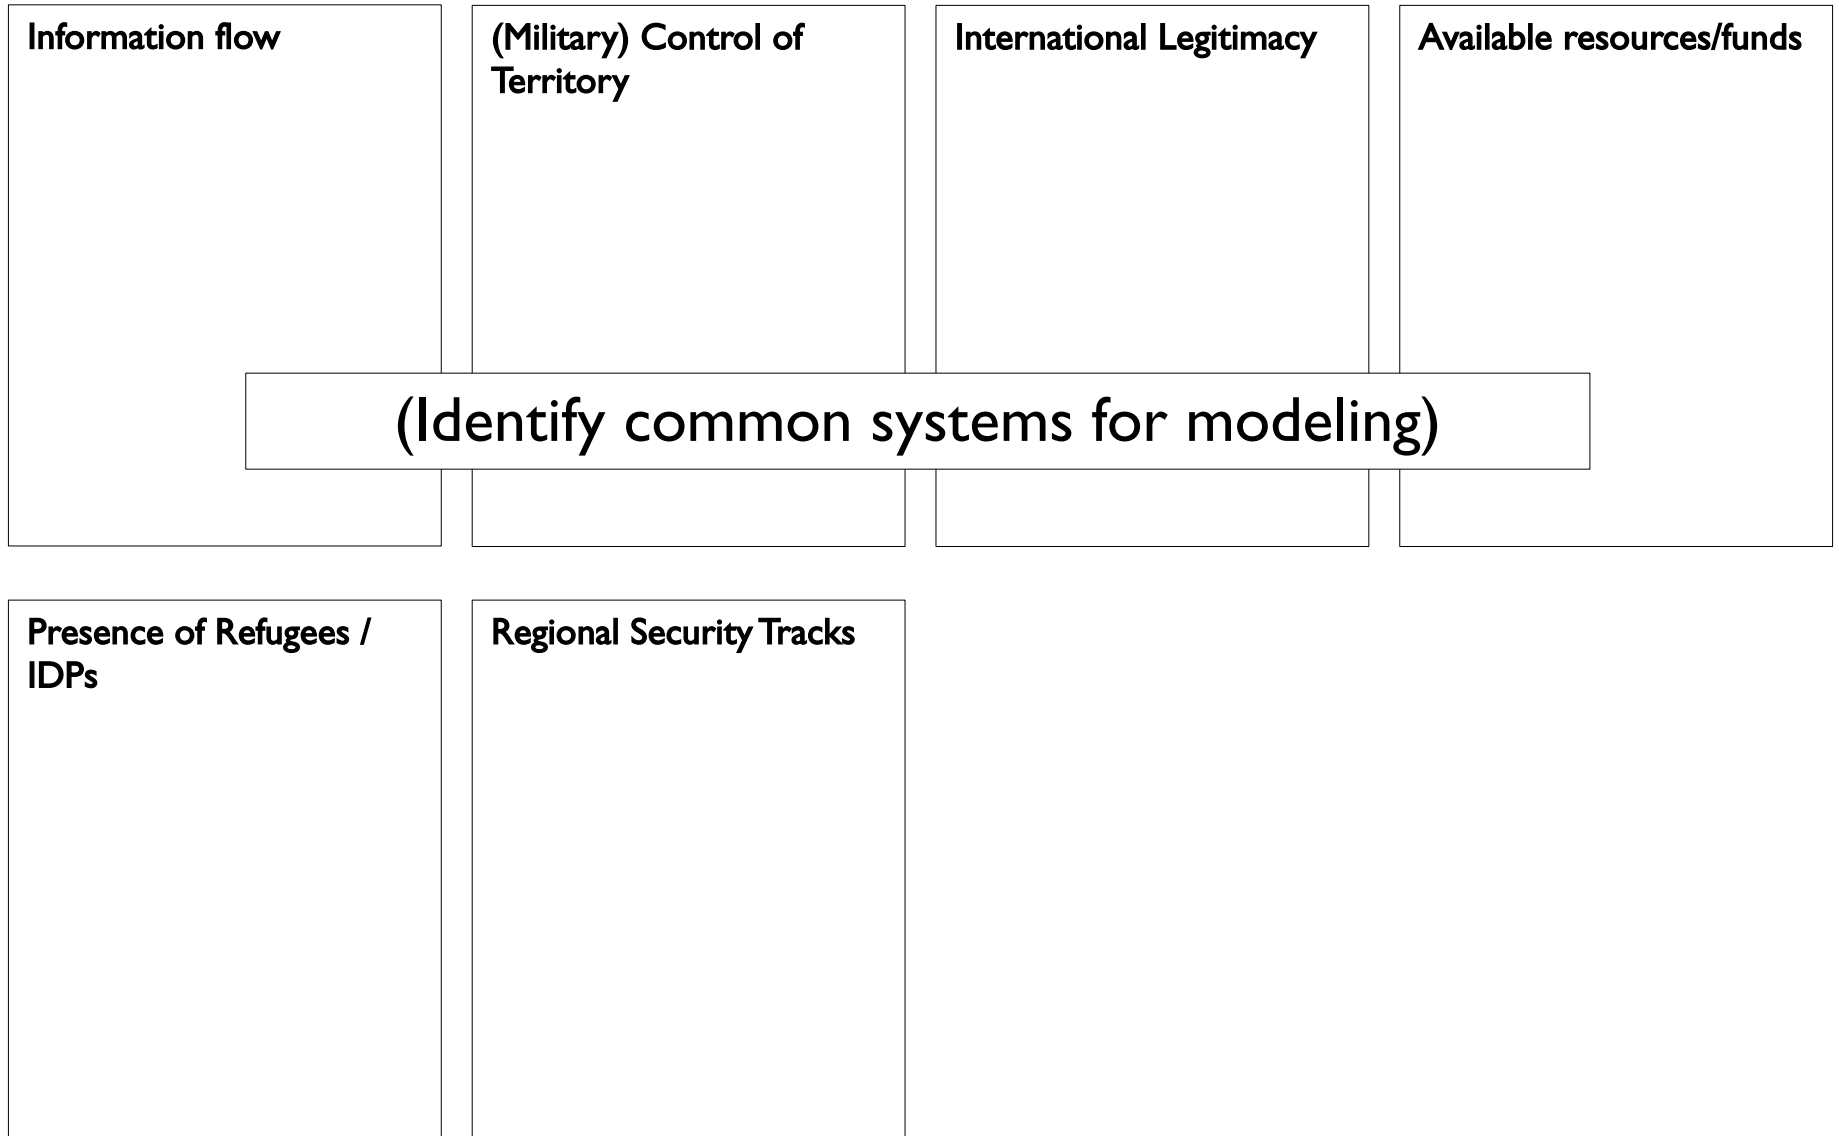 Information flow
(Military) Control of
Territory
International Legitimacy
Available resources/funds
(Identify common systems for modeling)
Presence of Refugees /
IDPs
Regional Security Tracks